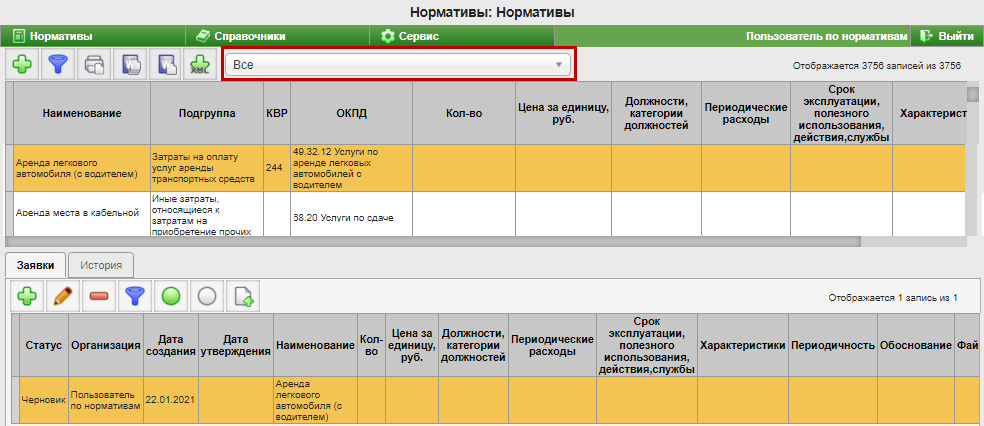 Нормативы: Нормативы
Нормативы Справочники Сервис Пользователь по нормативам Выйти
XML Все Отображается 3756 записей из 3756
Наименование Подгруппа КВР ОКПД Кол-во Цена за единицу, руб. Должности, категории должностей Периодические расходы Срок эксплуатации, полезного использования, действия,службы Характерист
Аренда легкового автомобиля (с водителем) Затраты на оплату услуг аренды транспортных средств 244 49.32.12 Услуги по аренде легковых автомобилей с водителем
Аренда места в кабельной Иные затраты, относящиеся к затратам на приобретение прочих 68.20 Услуги по сдаче
Заявки История
Отображается 1 запись из 1
Статус Организация Дата создания Дата утверждения Наименование Кол-во Цена за единицу, руб. Должности, категории должностей Периодические расходы Срок эксплуатации, полезного использования, действия,службы Характеристики Периодичность Обоснование Фай
Черновик Пользователь по нормативам 22.01.2021 Аренда легкового автомобиля (с водителем)